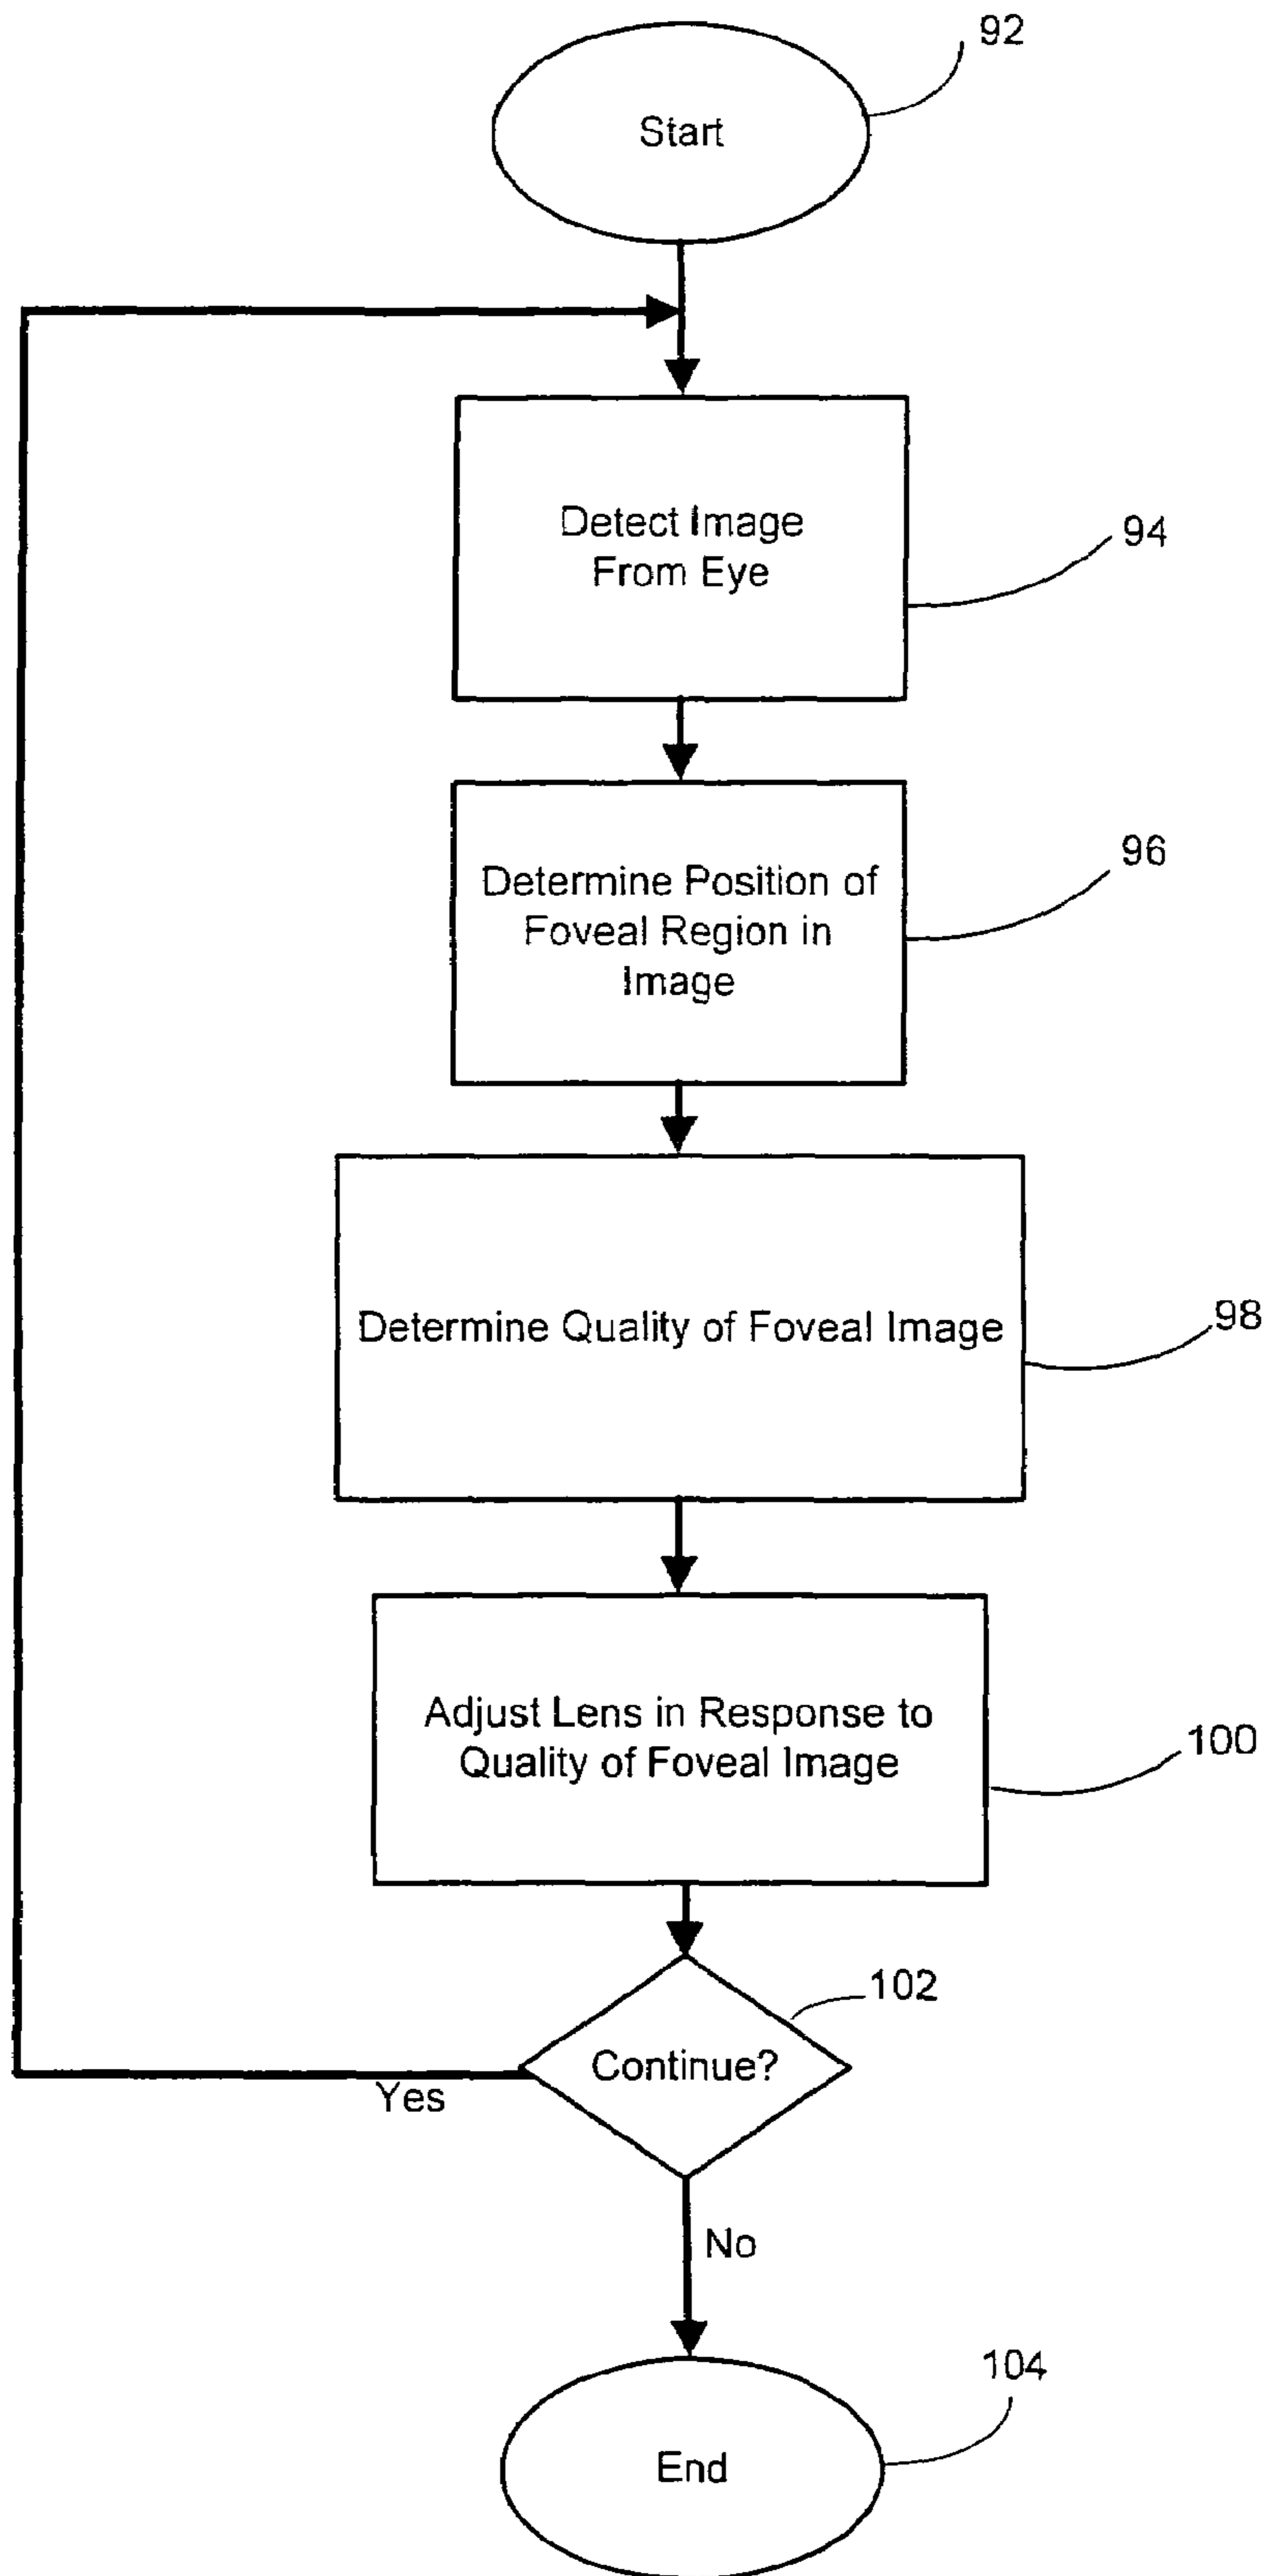 92
Start
Detect Image
From Eye
94
Determine Position of
Foveal Region in
Image
96
Determine Quality of Foveal Image
98
Adjust Lens in Response to
Quality of Foveal Image
100
102
Continue?
Yes
No
104
End